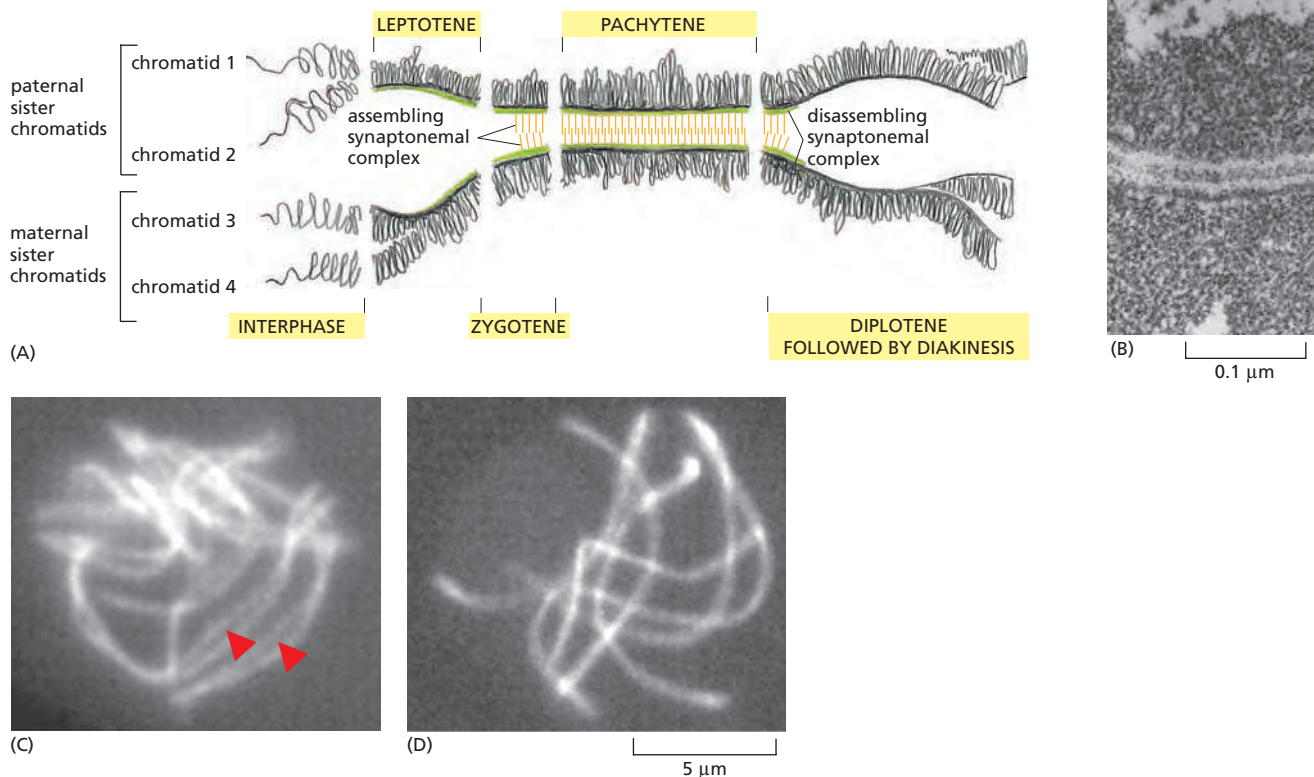 LEPTOTENE
PACHYTENE
paternal
sister
chromatids
chromatid 1
chromatid 2
assembling
synaptonemal
complex
disassembling
synaptonemal
complex
maternal
sister
chromatids
chromatid 3
chromatid 4
INTERPHASE
ZYGOTENE
DIPLOTENE
FOLLOWED BY DIAKINESIS
(A)
(B)
0.1 µm
(C)
(D)
5 µm